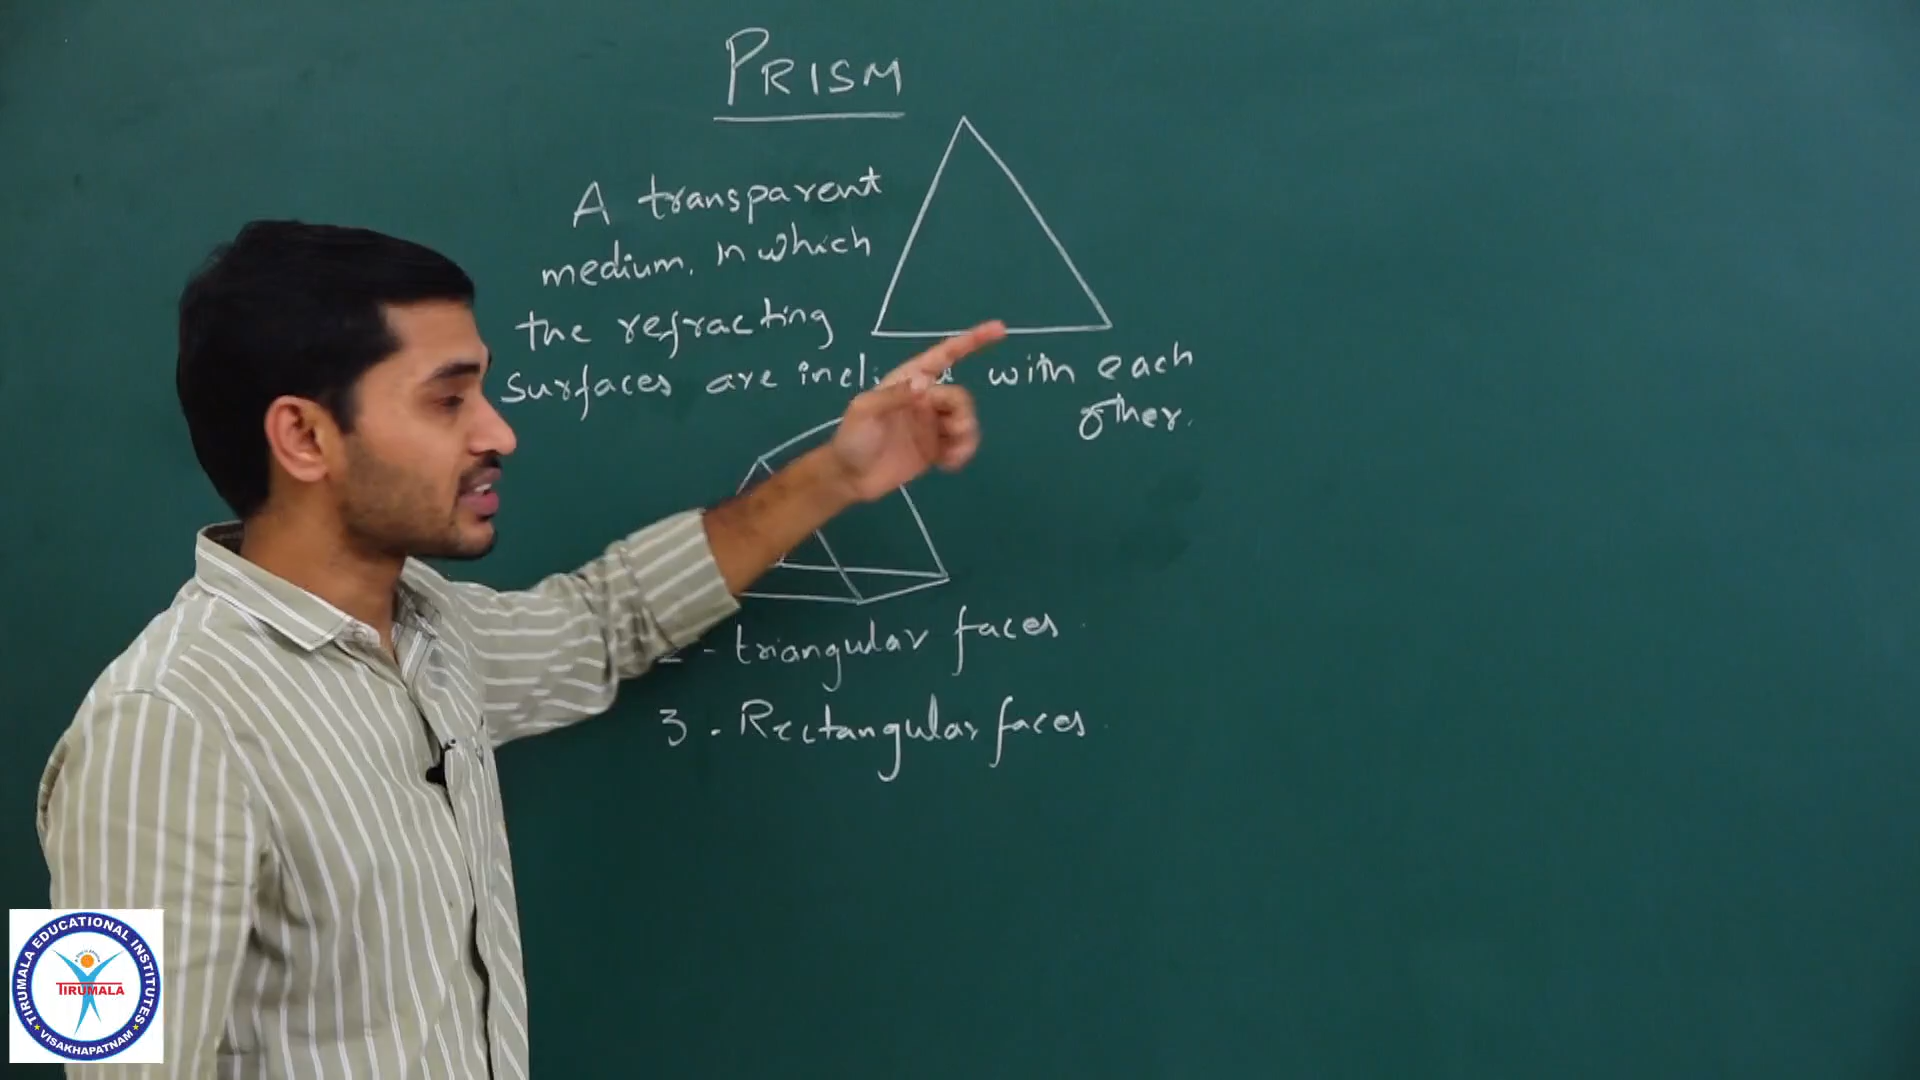 PRISM
A transparent
medium. in which
the refracting
surfaces are with each
other.
- triangular faces.
3 - Rectangular faces.
TIRUMALA EDUCATIONAL INSTITUTES
TIRUMALA
VISAKHAPATNAM